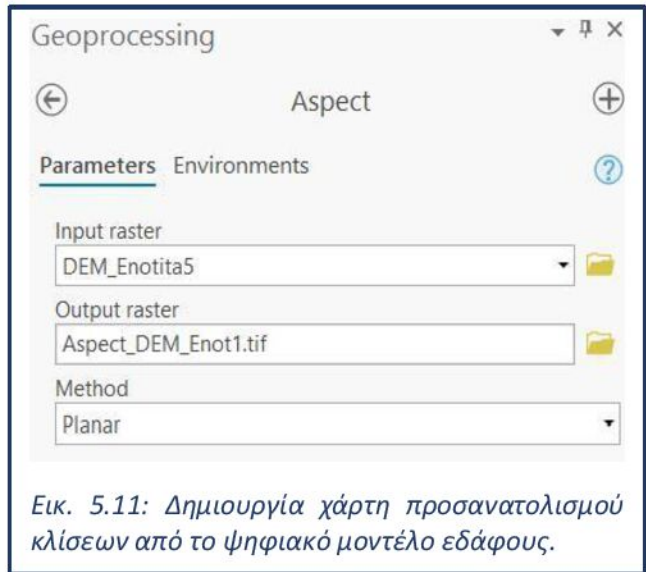 Geoprocessing
Aspect
Parameters Environments
Input raster
DEM_Enotita5
Output raster
Aspect_DEM_Enot1.tif
Method
Planar
Εικ. 5.11: Δημιουργία χάρτη προσανατολισμού
κλίσεων από το ψηφιακό μοντέλο εδάφους.